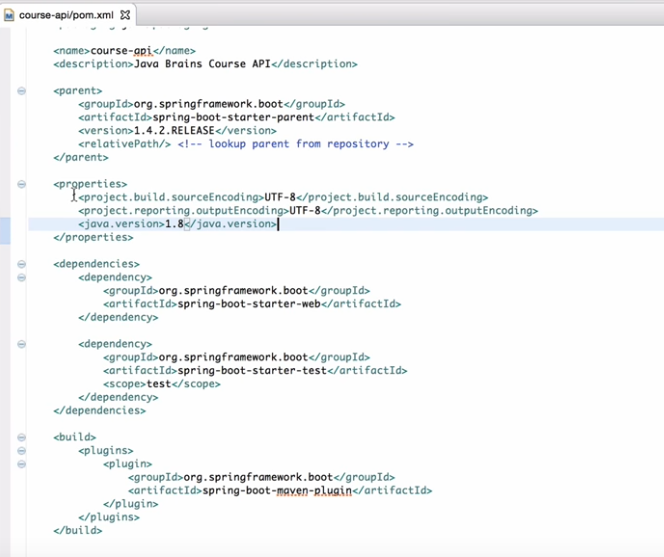 course-api/pom.xml
<name>course-api</name>
<description>Java Brains Course API</description>
<parent>
<groupId>org.springframework.boot</groupId>
<artifactId>spring-boot-starter-parent</artifactId>
<version>1.4.2.RELEASE</version>
<relativePath/> <!-- lookup parent from repository -->
</parent>
<properties>
<project.build.sourceEncoding>UTF-8</project.build.sourceEncoding>
<project.reporting.outputEncoding>UTF-8</project.reporting.outputEncoding>
<java.version>1.8</java.version>
</properties>
<dependencies>
<dependency>
<groupId>org.springframework.boot</groupId>
<artifactId>spring-boot-starter-web</artifactId>
</dependency>
<dependency>
<groupId>org.springframework.boot</groupId>
<artifactId>spring-boot-starter-test</artifactId>
<scope>test</scope>
</dependency>
</dependencies>
<build>
<plugins>
<plugin>
<groupId>org.springframework.boot</groupId>
<artifactId>spring-boot-maven-plugin</artifactId>
</plugin>
</plugins>
</build>